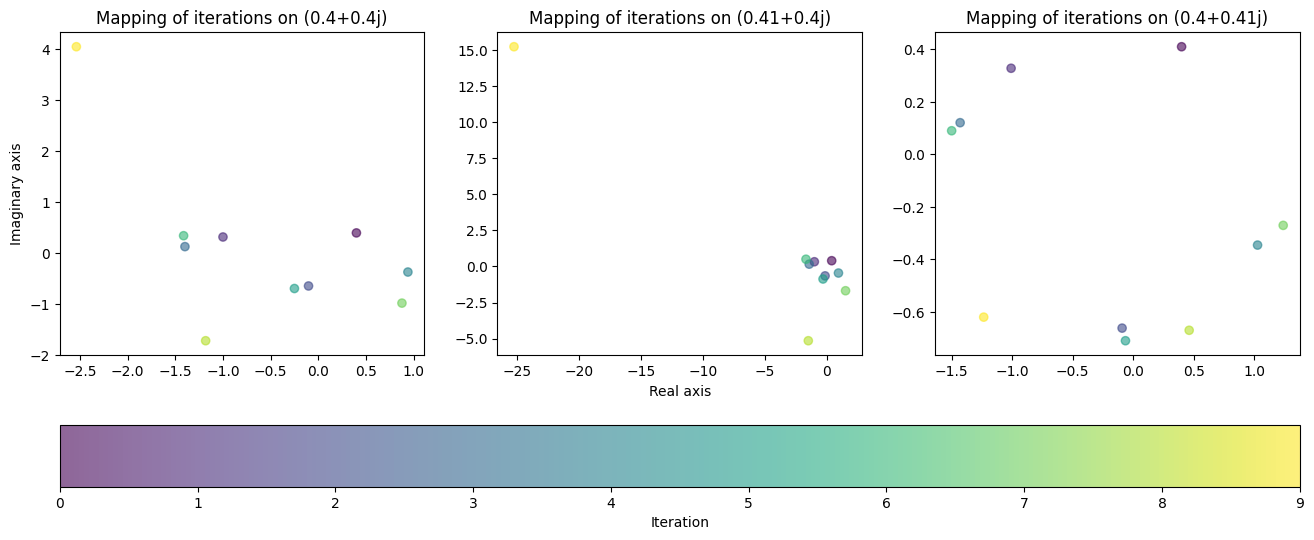 Mapping of iterations on (0.4+0.4j)
Mapping of iterations on (0.41+0.4j)
Mapping of iterations on (0.4+0.41j)
Imaginary axis
4
3
2
1
0
−1
−2
−2.5 −2.0 −1.5 −1.0 −0.5 0.0 0.5 1.0
15.0
12.5
10.0
7.5
5.0
2.5
0.0
−2.5
−5.0
−25 −20 −15 −10 −5 0
Real axis
0.4
0.2
0.0
−0.2
−0.4
−0.6
−1.5 −1.0 −0.5 0.0 0.5 1.0
0 1 2 3 4 5 6 7 8 9
Iteration